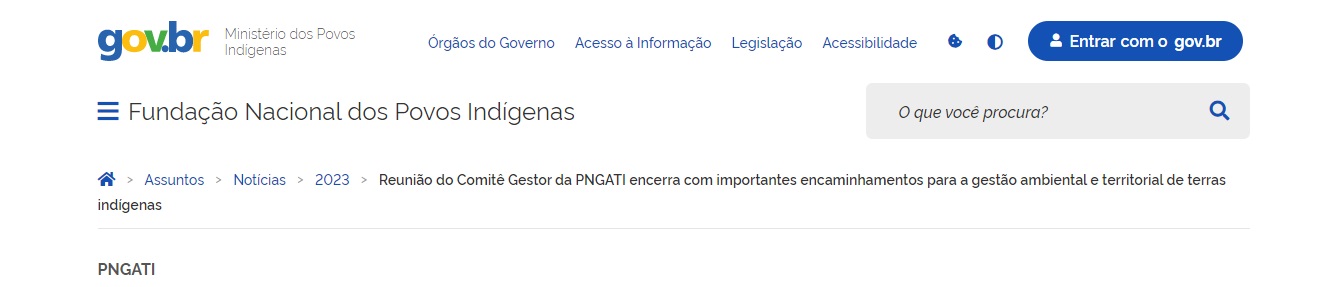 gov.br
Ministério dos Povos
Indígenas
Órgãos do Governo
Acesso à Informação
Legislação
Acessibilidade
Entrar com o gov.br
Fundação Nacional dos Povos Indígenas
O que você procura?
> Assuntos > Notícias > 2023 > Reunião do Comitê Gestor da PNGATI encerra com importantes encaminhamentos para a gestão ambiental e territorial de terras
indígenas
PNGATI